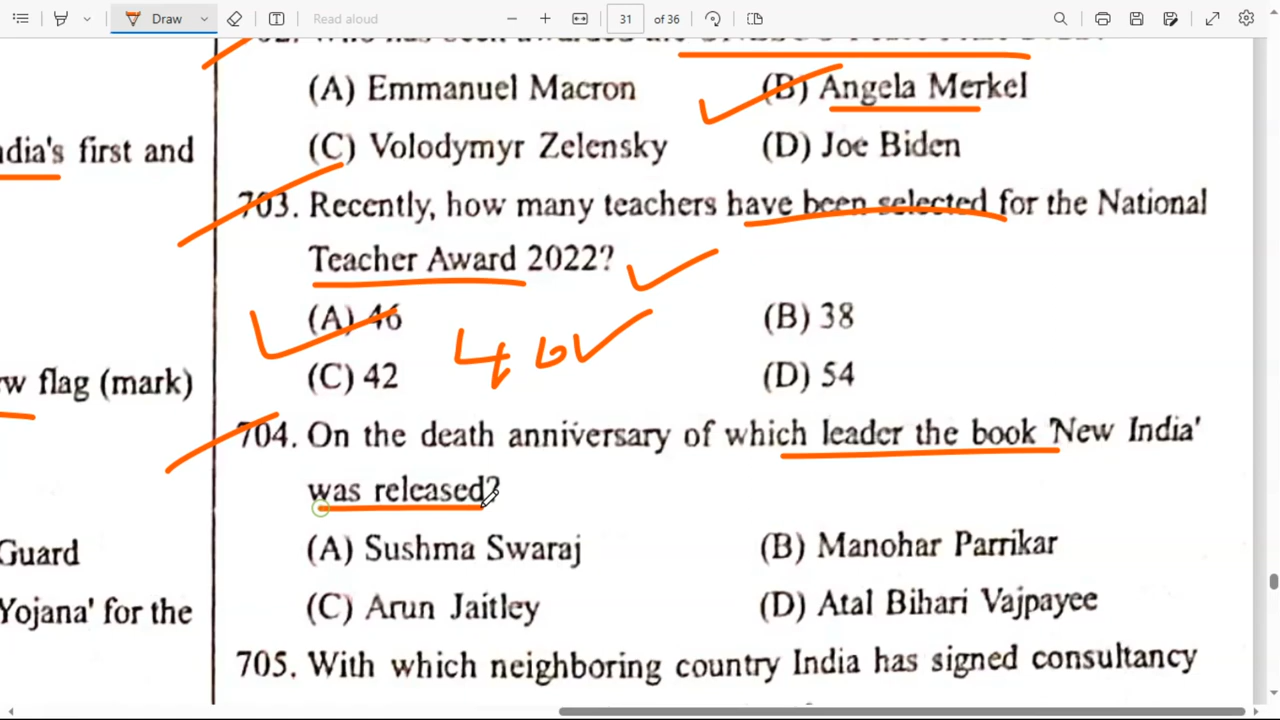 Draw
Read aloud
31
of 36
(A) Emmanuel Macron
(B) Angela Merkel
(C) Volodymyr Zelensky
(D) Joe Biden
dia's first and
703. Recently, how many teachers have been selected for the National
Teacher Award 2022?
(A) 46
(B) 38
46
(C) 42
(D) 54
w flag (mark)
704. On the death anniversary of which leader the book 'New India'
was released?
(A) Sushma Swaraj
(B) Manohar Parrikar
Guard
(C) Arun Jaitley
(D) Atal Bihari Vajpayee
Yojana' for the
705. With which neighboring country India has signed consultancy